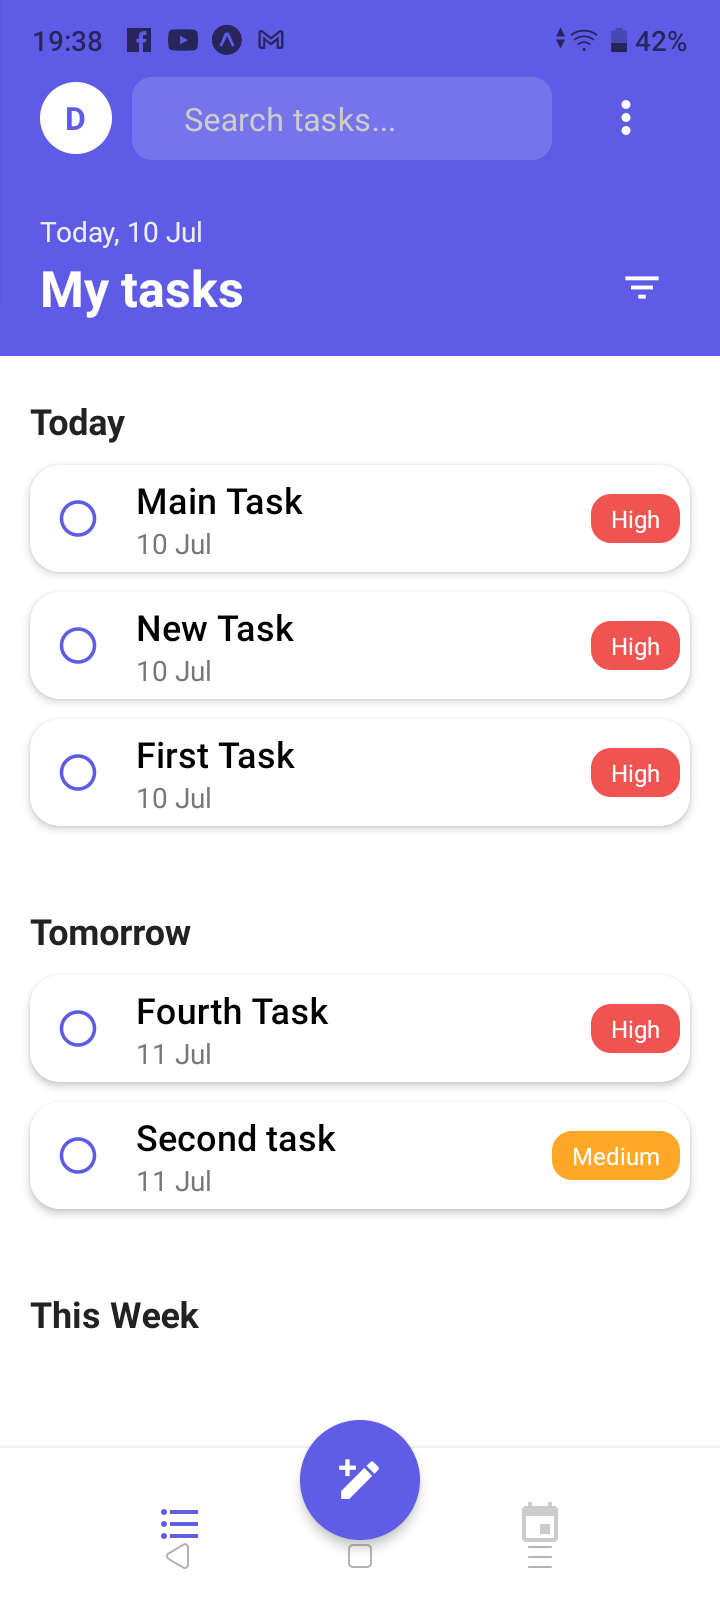 19:38
42%
D
Search tasks...
Today, 10 Jul
My tasks
Today
Main Task
10 Jul
High
New Task
10 Jul
High
First Task
10 Jul
High
Tomorrow
Fourth Task
11 Jul
High
Second task
11 Jul
Medium
This Week